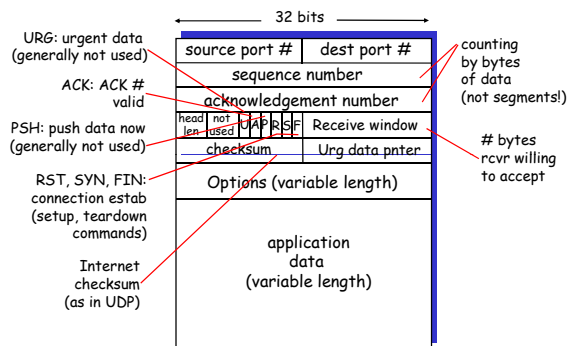 32 bits
URG: urgent data
(generally not used)
ACK: ACK #
valid
PSH: push data now
(generally not used)
RST, SYN, FIN:
connection estab
(setup, teardown
commands)
Internet
checksum
(as in UDP)
source port #
dest port #
sequence number
acknowledgement number
head
len
not
used
U
A
P
R
S
F
Receive window
checksum
Urg data pnter
Options (variable length)
application
data
(variable length)
counting
by bytes
of data
(not segments!)
# bytes
rcvr willing
to accept